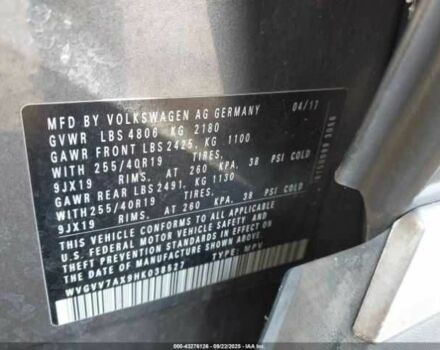 MFD BY VOLKSWAGEN AG GERMANY 04/17
GVWR LBS 4806 KG 2180
GAWR FRONT LBS 2425, KG 1100
WITH 255/40R19 TIRES,
9JX19 RIMS, AT 260 KPA, 38 PSI COLD
GAWR REAR LBS 2491, KG 1130
WITH 255/40R19 TIRES,
9JX19 RIMS, AT 260 KPA, 38 PSI COLD
THIS VEHICLE CONFORMS TO ALL APPLICABLE
U.S. FEDERAL MOTOR VEHICLE SAFETY AND
THEFT PREVENTION STANDARDS IN EFFECT ON
THE DATE OF MANUFACTURE SHOWN ABOVE.
WVGVV7AX9HK038527 TYPE: MPV
000-43276126 - 09/22/2025 - IAA